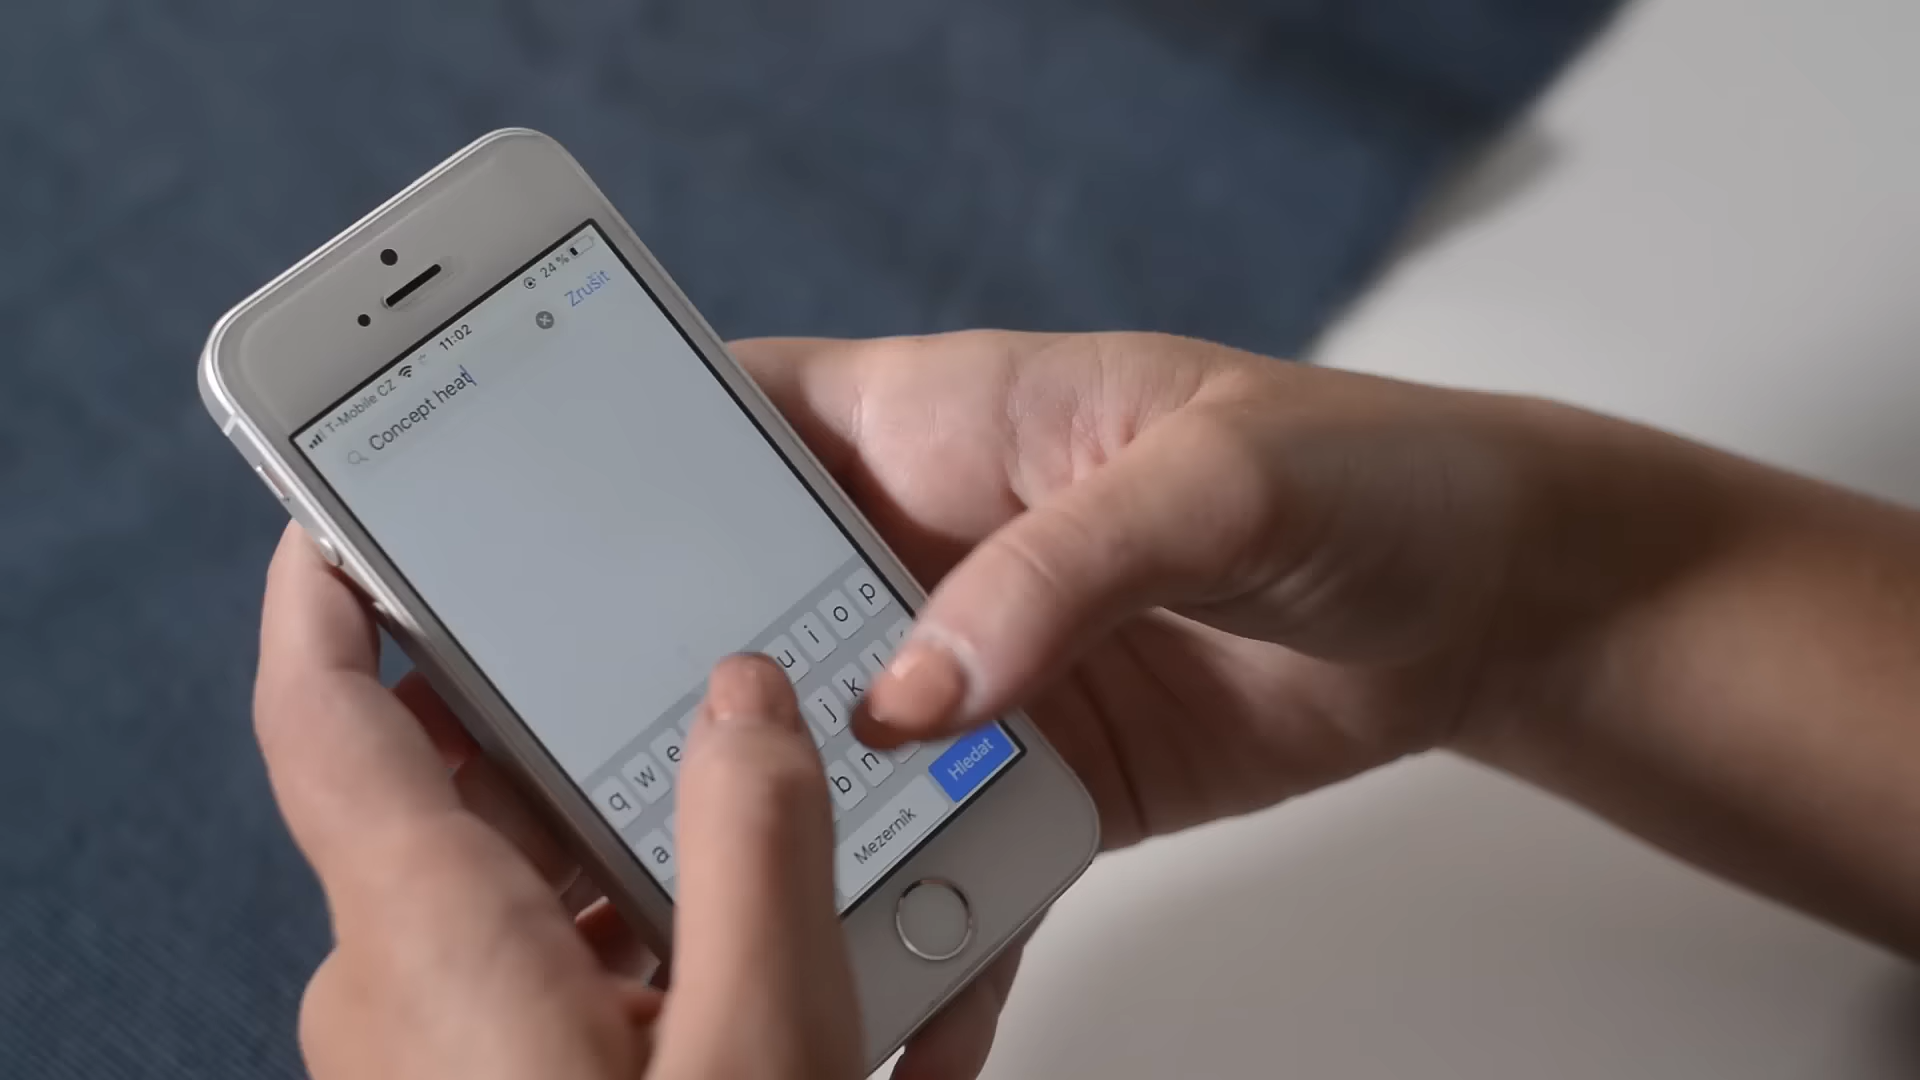 T-Mobile CZ 11:02 24 %
Concept heat
Zrušit
q w e u i o p
a j k l
b n
Mezerník Hledat